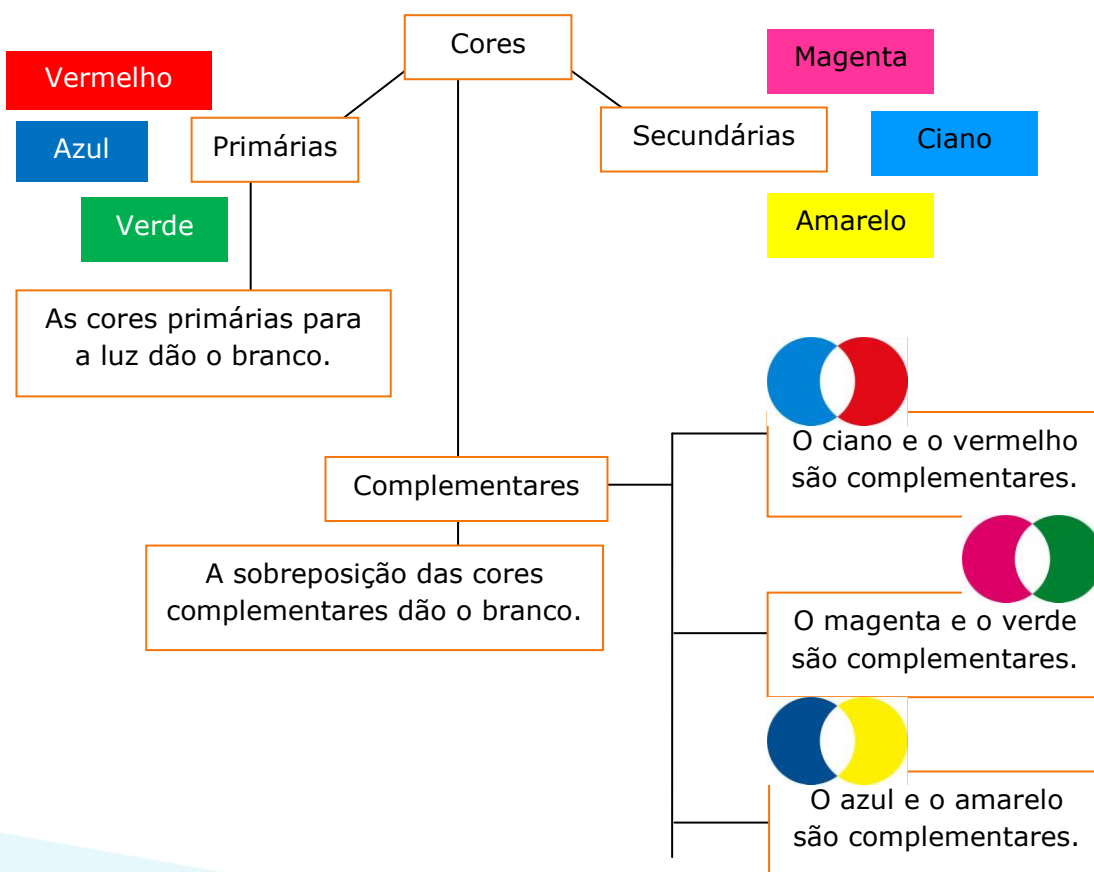 Cores
Vermelho
Azul
Verde
Primárias
As cores primárias para
a luz dão o branco.
Secundárias
Magenta
Ciano
Amarelo
Complementares
A sobreposição das cores
complementares dão o branco.
O ciano e o vermelho
são complementares.
O magenta e o verde
são complementares.
O azul e o amarelo
são complementares.